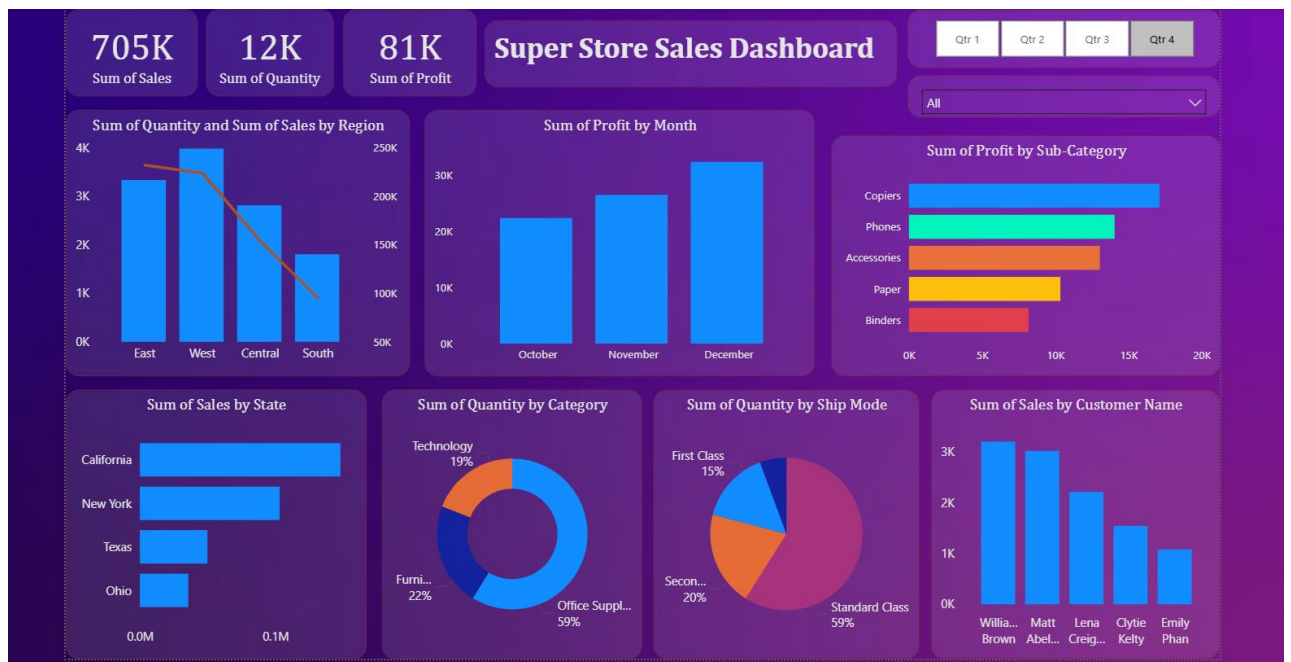 705K
Sum of Sales
12K
Sum of Quantity
81K
Sum of Profit
Super Store Sales Dashboard
Qtr 1
Qtr 2
Qtr 3
Qtr 4
All
Sum of Quantity and Sum of Sales by Region
4K
3K
2K
1K
0K
250K
200K
150K
100K
50K
East
West
Central
South
Sum of Profit by Month
30K
20K
10K
0K
October
November
December
Sum of Profit by Sub-Category
Copiers
Phones
Accessories
Paper
Binders
0K
5K
10K
15K
20K
Sum of Sales by State
California
New York
Texas
Ohio
0.0M
0.1M
Sum of Quantity by Category
Technology
19%
Furni...
22%
Office Suppl...
59%
Sum of Quantity by Ship Mode
First Class
15%
Secon...
20%
Standard Class
59%
Sum of Sales by Customer Name
3K
2K
1K
0K
Willia...
Brown
Matt
Abel...
Lena
Creig...
Clytie
Kelty
Emily
Phan